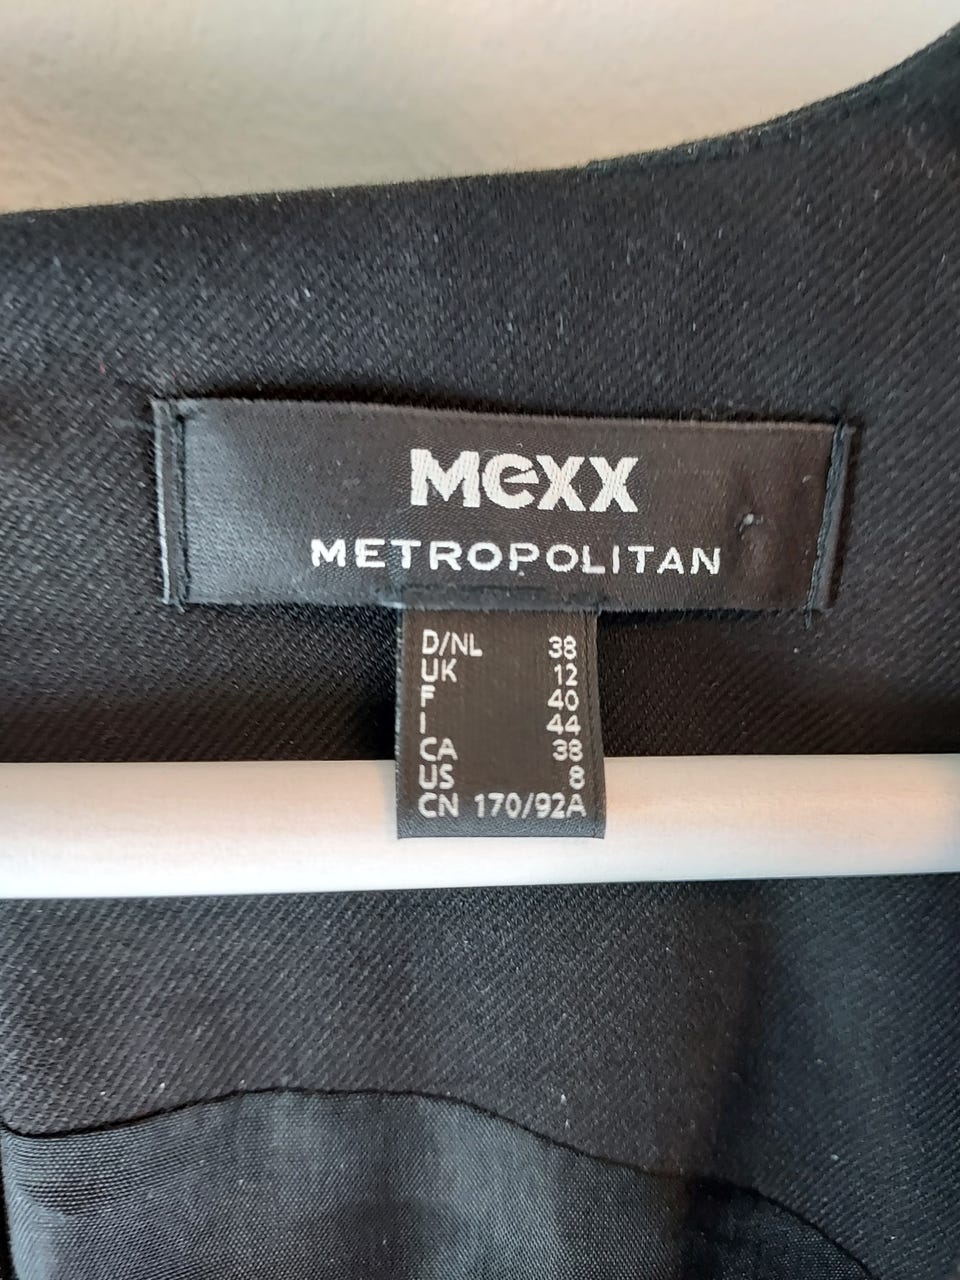 Mexx
METROPOLITAN
D/NL 38
UK 12
F 40
I 44
CA 38
US 8
CN 170/92A